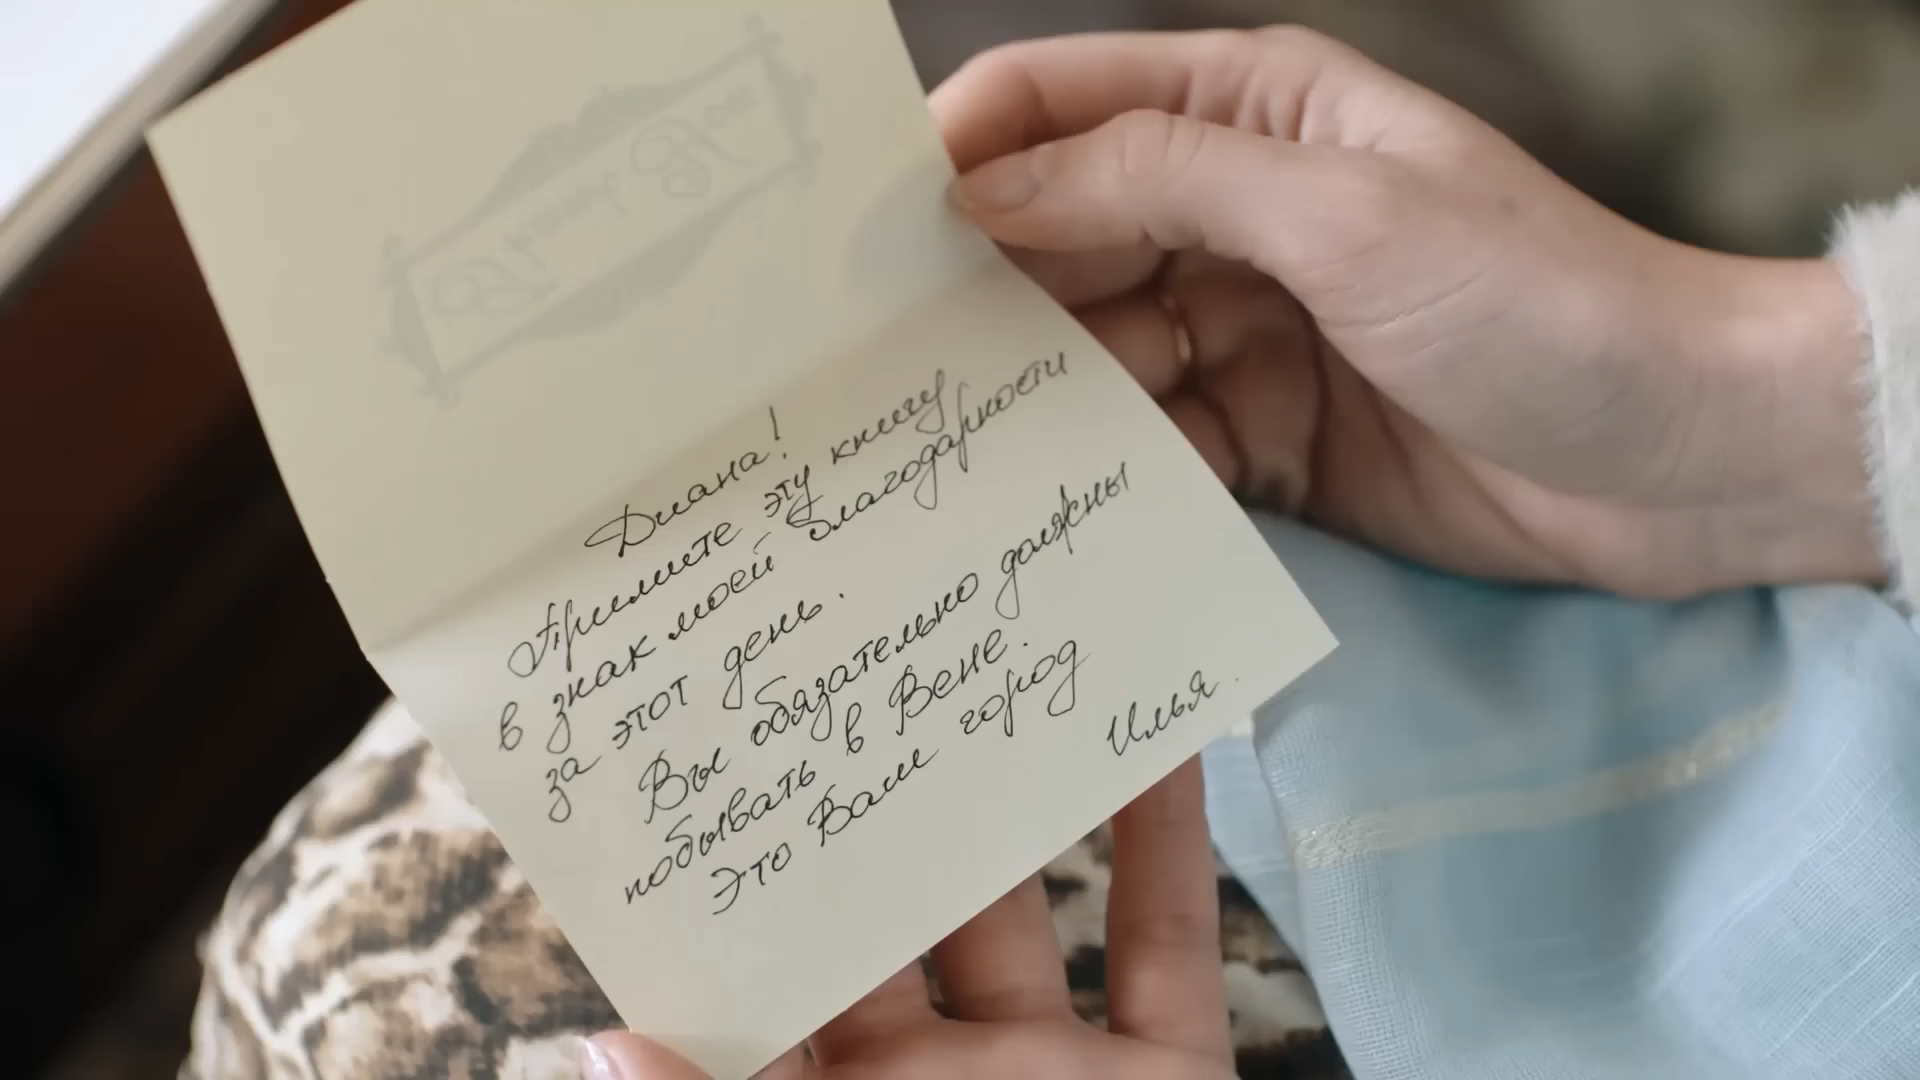 Диана!
Примите эту книгу
в знак моей благодарности
за этот день.
Вы обязательно должны
побывать в Вене.
Это Ваш город
Илья.